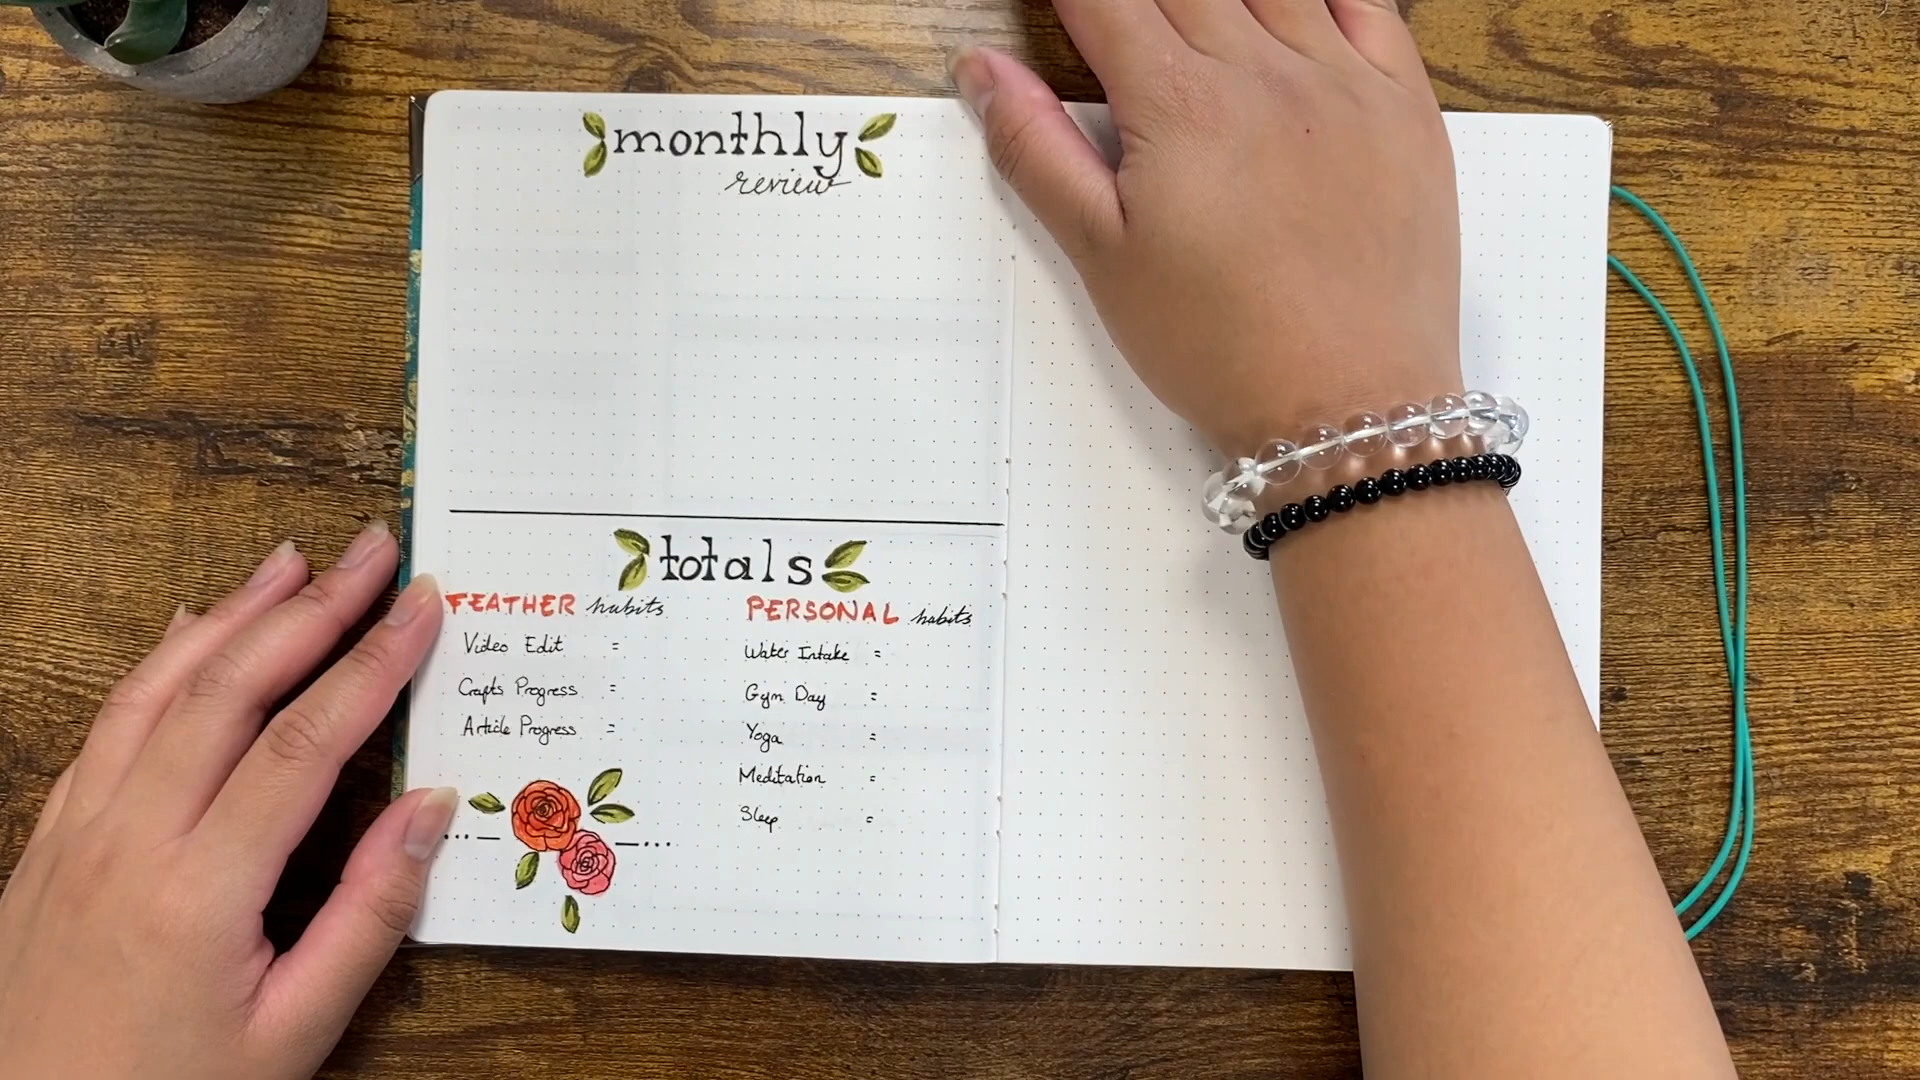 monthly
review
totals
FEATHER habits
Video Edit =
Crafts Progress =
Article Progress =
PERSONAL habits
Water Intake =
Gym Day =
Yoga =
Meditation =
Sleep =